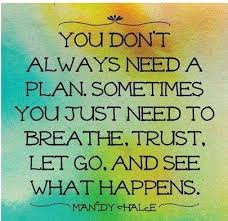 YOU DON'T
ALWAYS NEED A
PLAN. SOMETIMES
YOU JUST NEED TO
BREATHE, TRUST,
LET GO, AND SEE
WHAT HAPPENS.
~ MANDY HALE